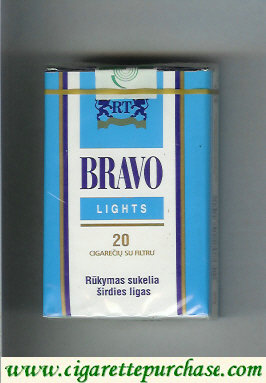 RT
BRAVO
LIGHTS
20
CIGAREČIŲ SU FILTRU
Rūkymas sukelia
širdies ligas
www.cigarettepurchase.com